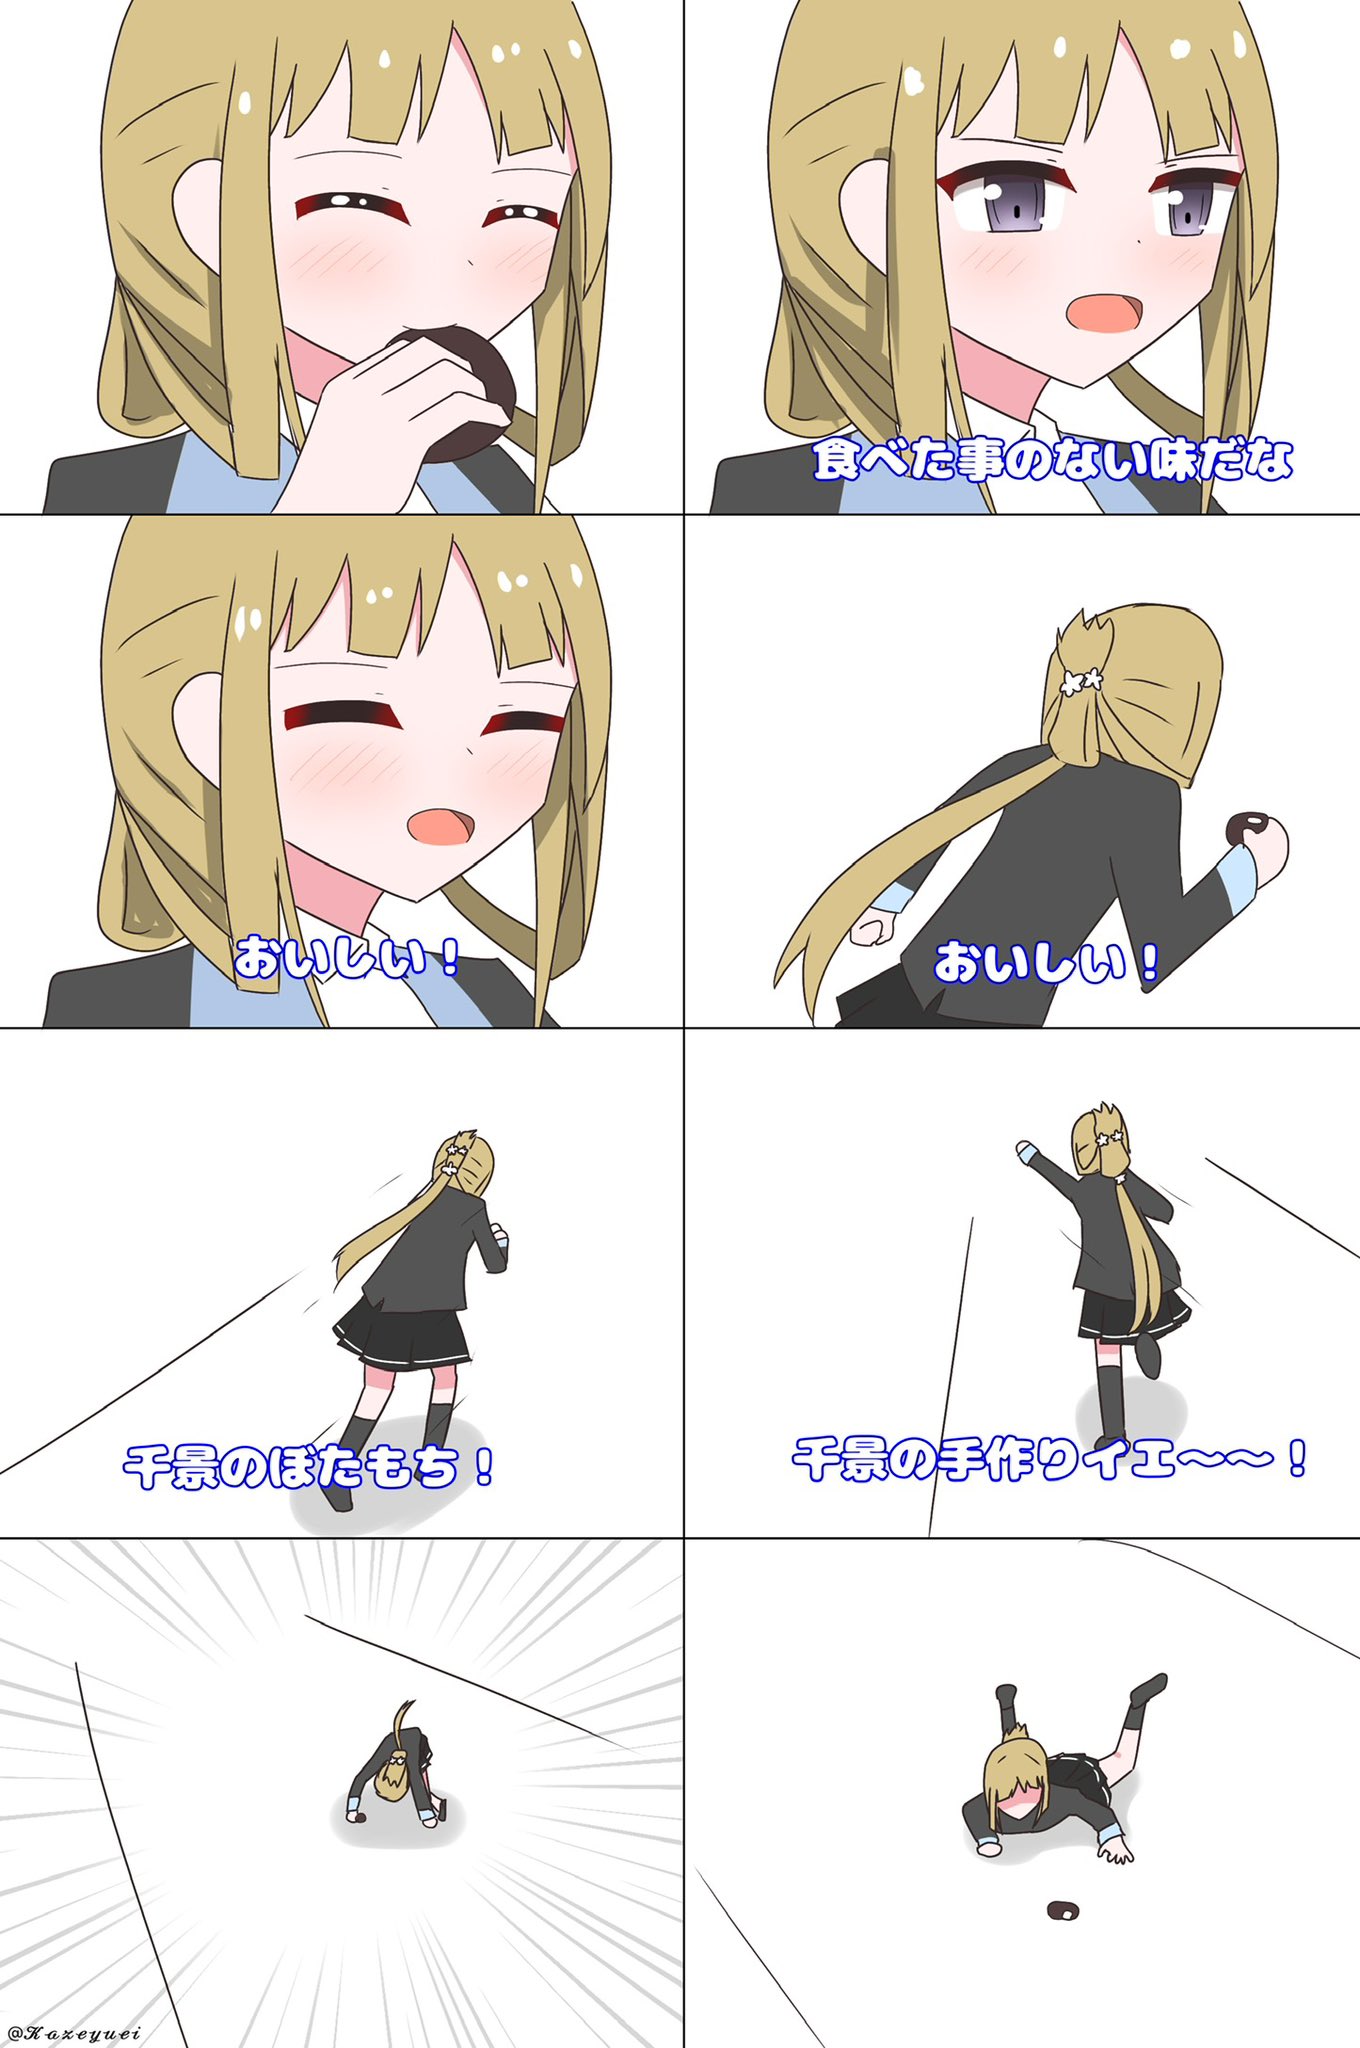 食べた事のない味だな
おいしい！
おいしい！
千景のぼたもち！
千景の手作りィエ～～！
@Kazeyuei